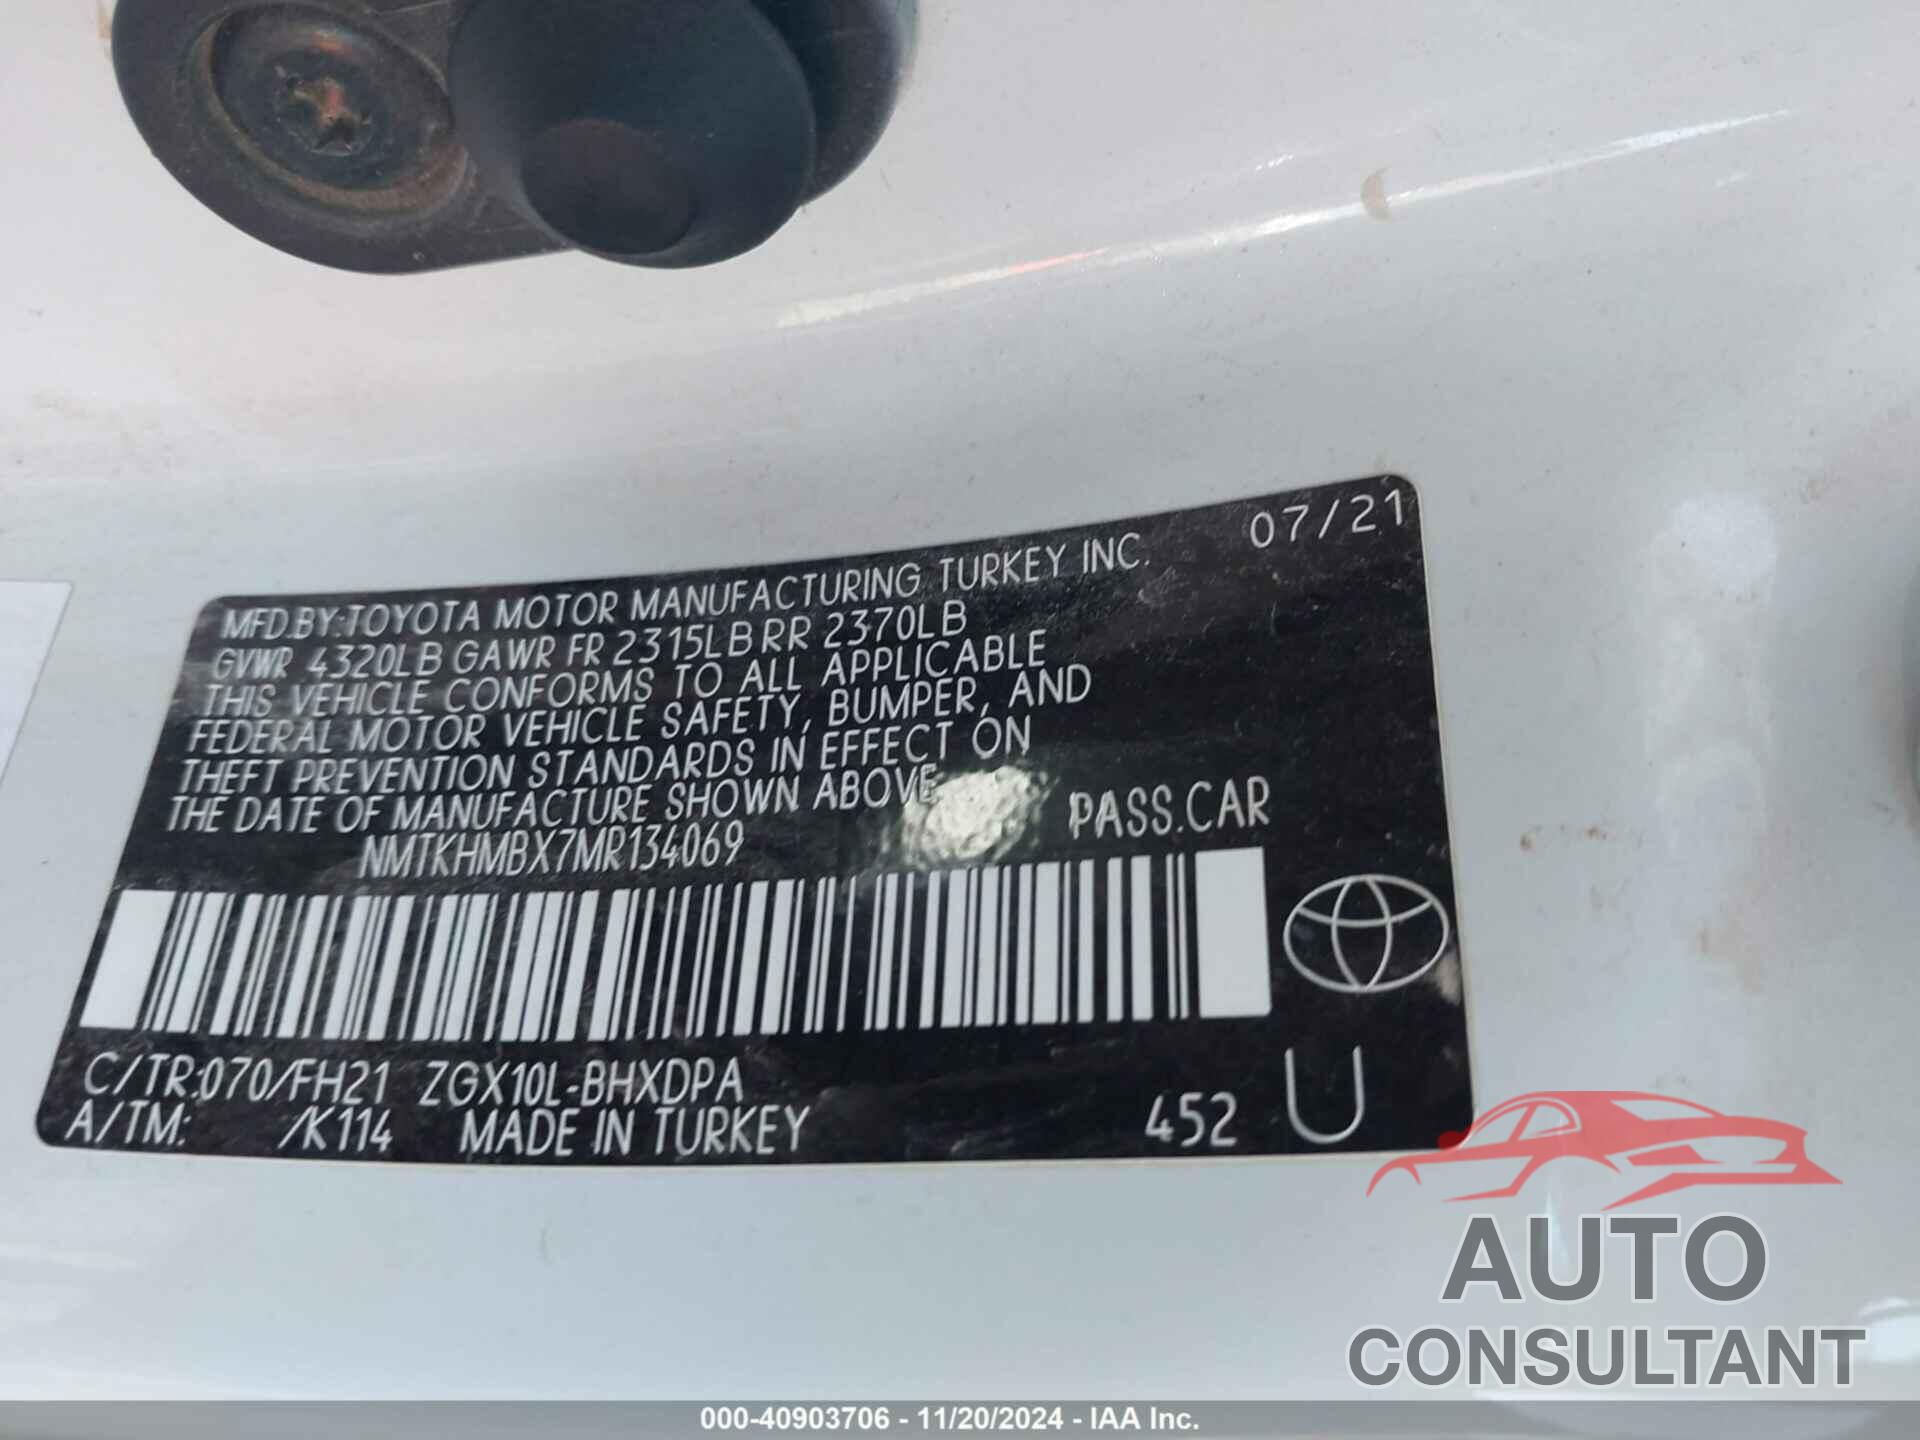 07/21
MFD.BY:TOYOTA MOTOR MANUFACTURING TURKEY INC.
GVWR 4320LB GAWR FR 2315LB RR 2370LB
THIS VEHICLE CONFORMS TO ALL APPLICABLE
FEDERAL MOTOR VEHICLE SAFETY, BUMPER, AND
THEFT PREVENTION STANDARDS IN EFFECT ON
THE DATE OF MANUFACTURE SHOWN ABOVE.
NMTKHMBX7MR134069 PASS.CAR
C/TR:070/FH21 ZGX10L-BHXDPA
A/TM: /K114 MADE IN TURKEY 452 U
AUTO
CONSULTANT
000-40903706 - 11/20/2024 - IAA Inc.